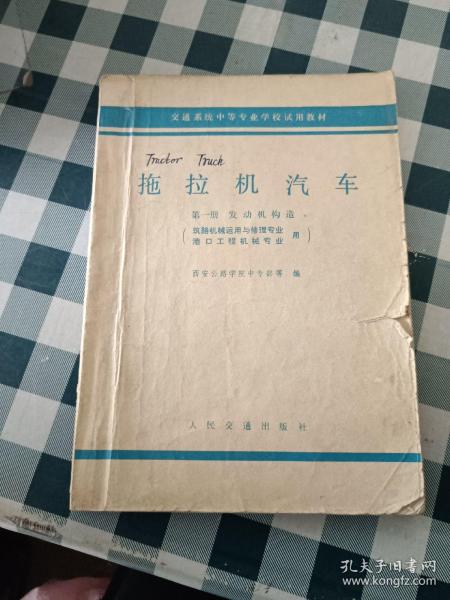 交通系统中等专业学校试用教材
Tractor Truck
拖拉机汽车
第一册 发动机构造
(筑路机械运用与修理专业
港口工程机械专业 用)
西安公路学院中专部等 编
人民交通出版社
孔夫子旧书网
www.kongfz.com